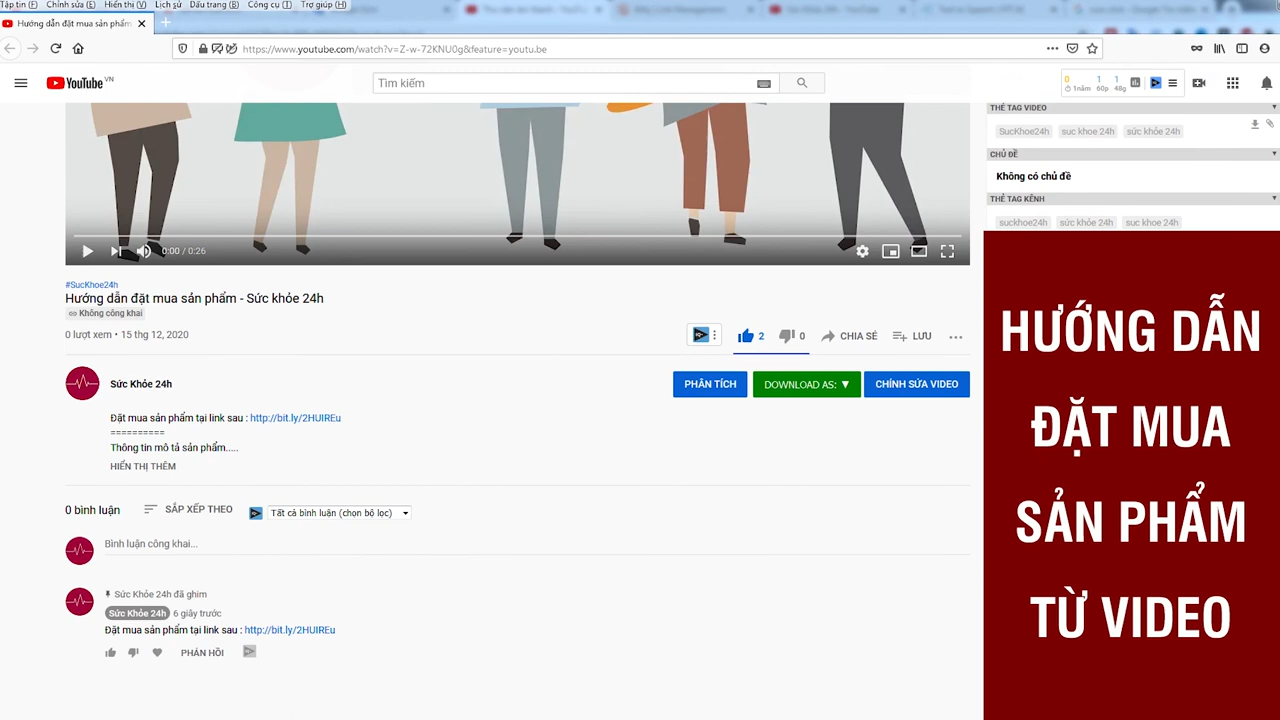 Tập tin (F) Chỉnh sửa (E) Hiển thị (V) Lịch sử Dấu trang (B) Công cụ (T) Trợ giúp (H)
Hướng dẫn đặt mua sản phẩm
https://www.youtube.com/watch?v=Z-w-72KNU0g&feature=youtu.be
YouTube VN
Tìm kiếm
0 1 1
1năm 60p 48g
THẺ TAG VIDEO
SucKhoe24h suc khoe 24h sức khỏe 24h
CHỦ ĐỀ
Không có chủ đề
THẺ TAG KÊNH
suckhoe24h sức khỏe 24h suc khoe 24h
0:00 / 0:26
#SucKhoe24h
Hướng dẫn đặt mua sản phẩm - Sức khỏe 24h
Không công khai
0 lượt xem • 15 thg 12, 2020
2 0 CHIA SẺ LƯU
Sức Khỏe 24h
PHÂN TÍCH DOWNLOAD AS: ▼ CHỈNH SỬA VIDEO
Đặt mua sản phẩm tại link sau : http://bit.ly/2HUIREu
==========
Thông tin mô tả sản phẩm.....
HIỂN THỊ THÊM
0 bình luận SẮP XẾP THEO Tất cả bình luận (chọn bộ lọc)
Bình luận công khai...
Sức Khỏe 24h đã ghim
Sức Khỏe 24h 6 giây trước
Đặt mua sản phẩm tại link sau : http://bit.ly/2HUIREu
PHẢN HỒI
HƯỚNG DẪN
ĐẶT MUA
SẢN PHẨM
TỪ VIDEO